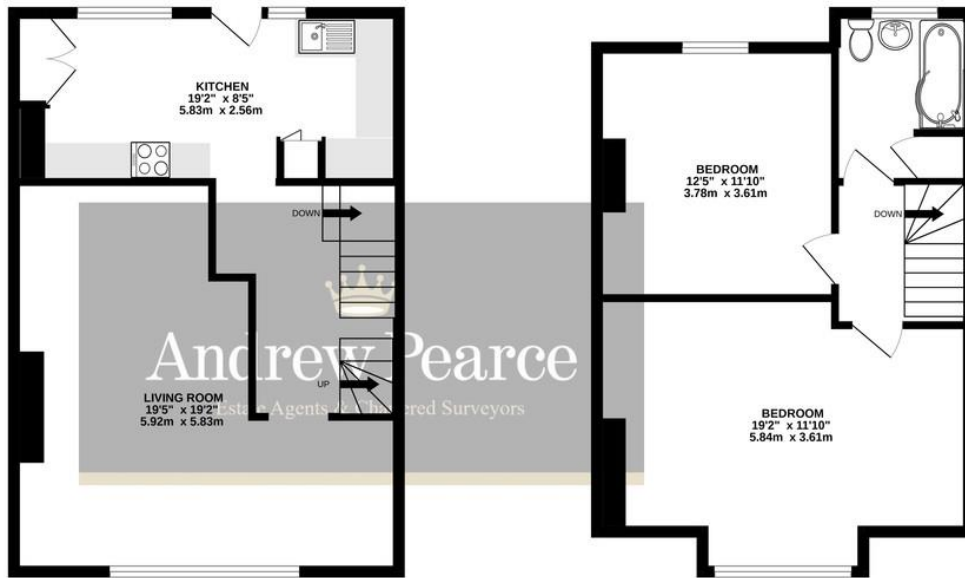 KITCHEN
19'2" x 8'5"
5.83m x 2.56m
DOWN
Andrew Pearce
Estate Agents & Chartered Surveyors
UP
LIVING ROOM
19'5" x 19'2"
5.92m x 5.83m
BEDROOM
12'5" x 11'10"
3.78m x 3.61m
DOWN
BEDROOM
19'2" x 11'10"
5.84m x 3.61m